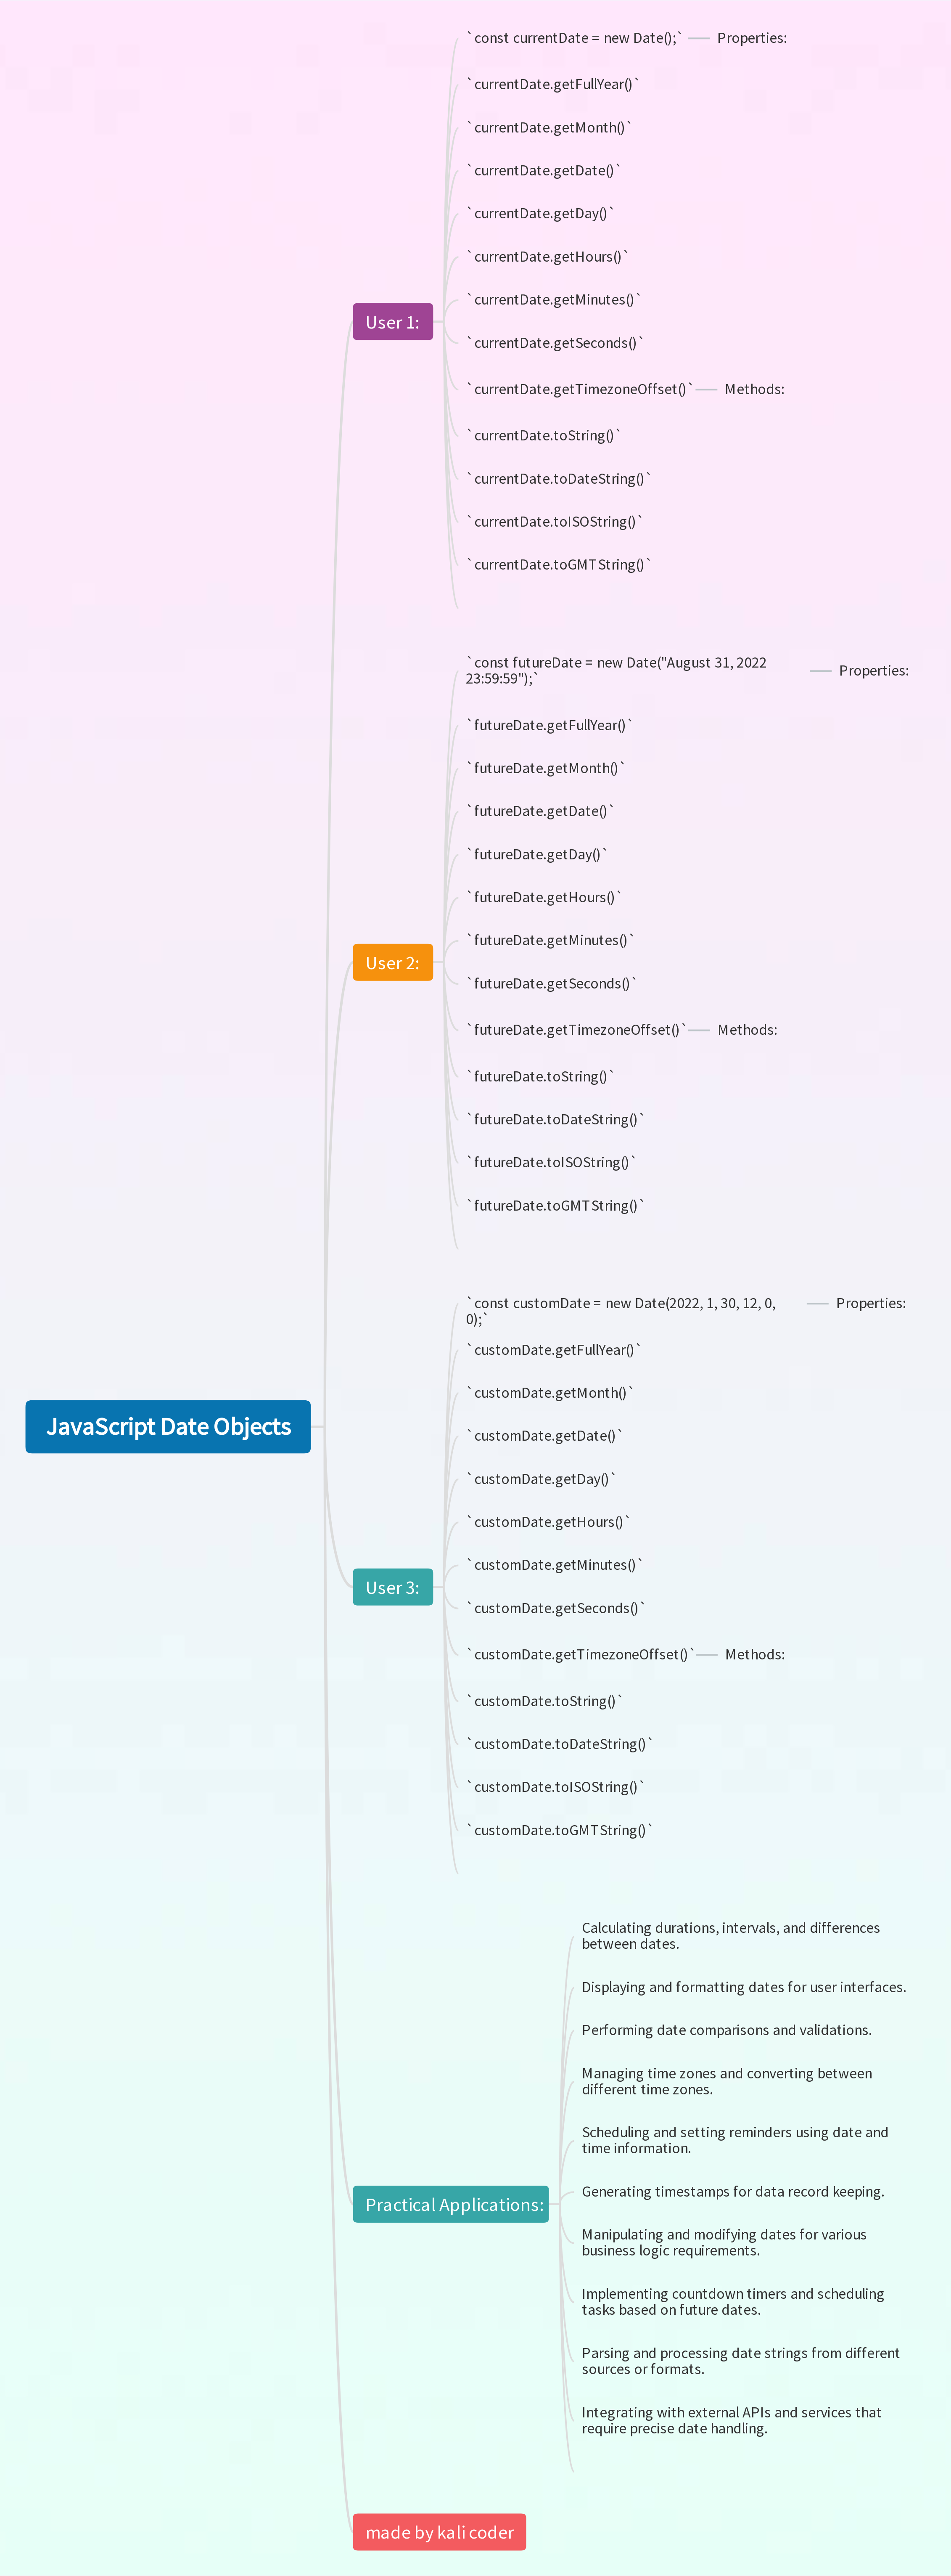 `const currentDate = new Date();` Properties:
`currentDate.getFullYear()`
`currentDate.getMonth()`
`currentDate.getDate()`
`currentDate.getDay()`
`currentDate.getHours()`
`currentDate.getMinutes()`
`currentDate.getSeconds()`
User 1:
`currentDate.getTimezoneOffset()` Methods:
`currentDate.toString()`
`currentDate.toDateString()`
`currentDate.toISOString()`
`currentDate.toGMTString()`
`const futureDate = new Date("August 31, 2022
23:59:59");`
Properties:
`futureDate.getFullYear()`
`futureDate.getMonth()`
`futureDate.getDate()`
`futureDate.getDay()`
`futureDate.getHours()`
`futureDate.getMinutes()`
`futureDate.getSeconds()`
User 2:
`futureDate.getTimezoneOffset()` Methods:
`futureDate.toString()`
`futureDate.toDateString()`
`futureDate.toISOString()`
`futureDate.toGMTString()`
`const customDate = new Date(2022, 1, 30, 12, 0,
0);`
Properties:
`customDate.getFullYear()`
`customDate.getMonth()`
JavaScript Date Objects
`customDate.getDate()`
`customDate.getDay()`
`customDate.getHours()`
`customDate.getMinutes()`
User 3:
`customDate.getSeconds()`
`customDate.getTimezoneOffset()` Methods:
`customDate.toString()`
`customDate.toDateString()`
`customDate.toISOString()`
`customDate.toGMTString()`
Calculating durations, intervals, and differences
between dates.
Displaying and formatting dates for user interfaces.
Performing date comparisons and validations.
Managing time zones and converting between
different time zones.
Scheduling and setting reminders using date and
time information.
Generating timestamps for data record keeping.
Practical Applications:
Manipulating and modifying dates for various
business logic requirements.
Implementing countdown timers and scheduling
tasks based on future dates.
Parsing and processing date strings from different
sources or formats.
Integrating with external APIs and services that
require precise date handling.
made by kali coder